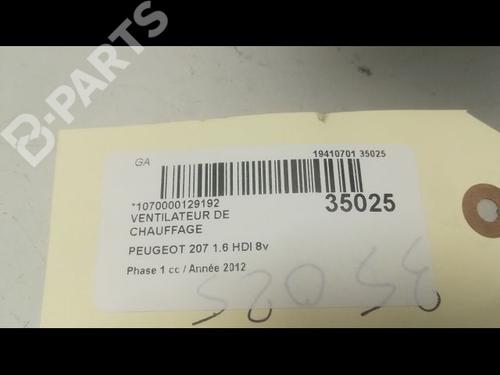 B-PARTS
GA
19410701 35025
*1070000129192
35025
VENTILATEUR DE
CHAUFFAGE
PEUGEOT 207 1.6 HDI 8v
Phase 1 cc / Année 2012
35025